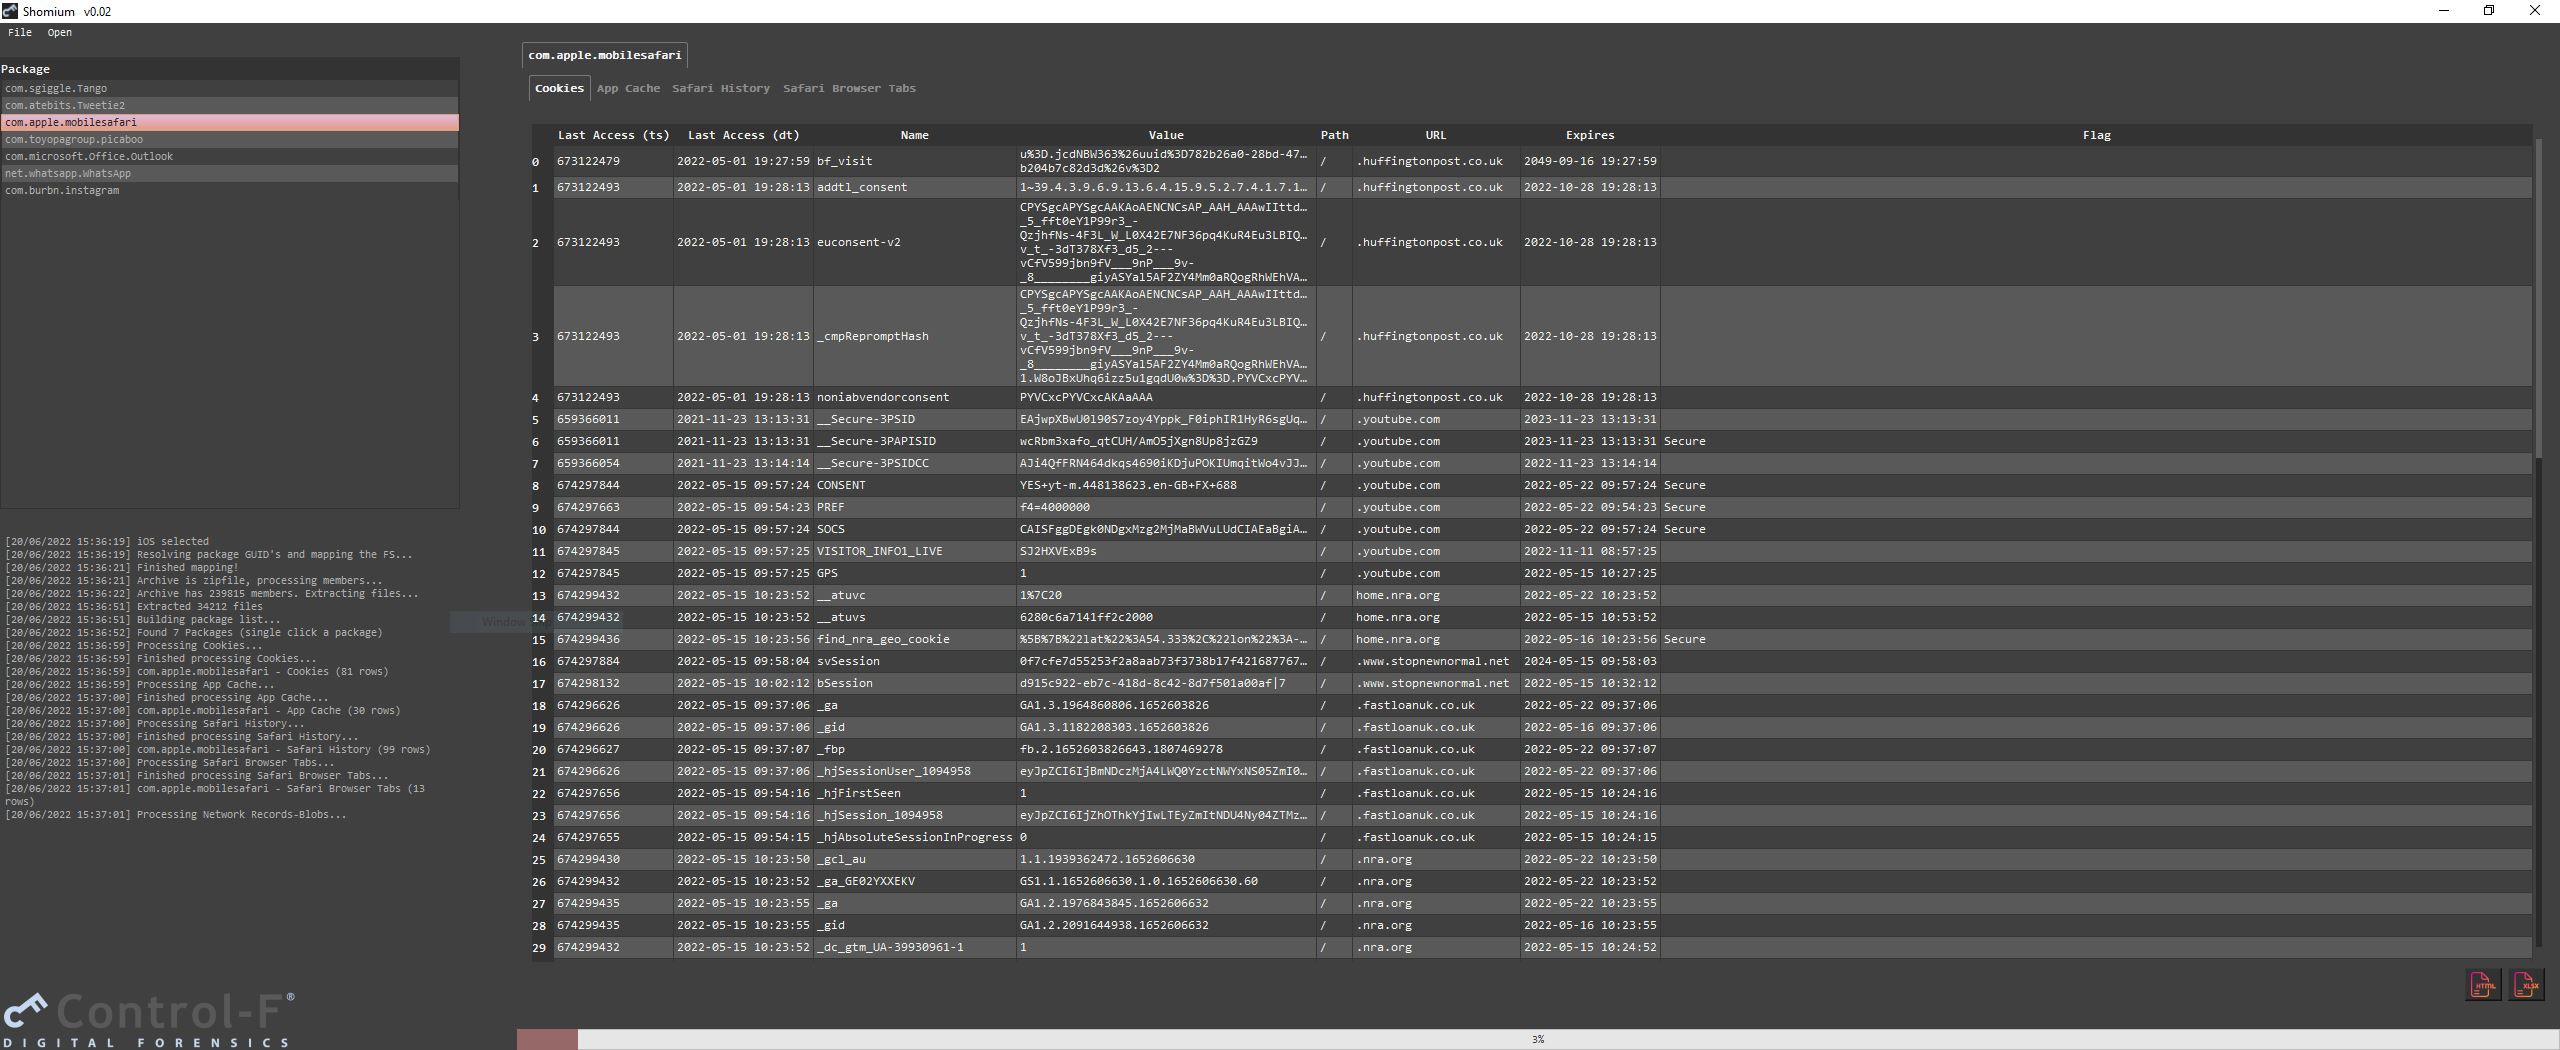 Shomium v0.02
File Open
Package
com.sgiggle.Tango
com.atebits.Tweetie2
com.apple.mobilesafari
com.toyopagroup.picaboo
com.microsoft.Office.Outlook
net.whatsapp.WhatsApp
com.burbn.instagram
[20/06/2022 15:36:19] iOS selected
[20/06/2022 15:36:19] Resolving package GUID's and mapping the FS...
[20/06/2022 15:36:21] Finished mapping!
[20/06/2022 15:36:21] Archive is zipfile, processing members...
[20/06/2022 15:36:22] Archive has 239815 members. Extracting files...
[20/06/2022 15:36:51] Extracted 34212 files
[20/06/2022 15:36:51] Building package list...
[20/06/2022 15:36:52] Found 7 Packages (single click a package)
[20/06/2022 15:36:59] Processing Cookies...
[20/06/2022 15:36:59] Finished processing Cookies...
[20/06/2022 15:36:59] com.apple.mobilesafari - Cookies (81 rows)
[20/06/2022 15:36:59] Processing App Cache...
[20/06/2022 15:37:00] Finished processing App Cache...
[20/06/2022 15:37:00] com.apple.mobilesafari - App Cache (30 rows)
[20/06/2022 15:37:00] Processing Safari History...
[20/06/2022 15:37:00] Finished processing Safari History...
[20/06/2022 15:37:00] com.apple.mobilesafari - Safari History (99 rows)
[20/06/2022 15:37:00] Processing Safari Browser Tabs...
[20/06/2022 15:37:01] Finished processing Safari Browser Tabs...
[20/06/2022 15:37:01] com.apple.mobilesafari - Safari Browser Tabs (13
rows)
[20/06/2022 15:37:01] Processing Network Records-Blobs...
Control-F®
DIGITAL FORENSICS
com.apple.mobilesafari
Cookies App Cache Safari History Safari Browser Tabs
Last Access (ts) Last Access (dt) Name Value Path URL Expires Flag
0 673122479 2022-05-01 19:27:59 bf_visit u%3D.jcdNBW363%26uuid%3D782b26a0-28bd-47… / .huffingtonpost.co.uk 2049-09-16 19:27:59
b204b7c82d3d%26v%3D2
1 673122493 2022-05-01 19:28:13 addtl_consent 1~39.4.3.9.6.9.13.6.4.15.9.5.2.7.4.1.7.1… / .huffingtonpost.co.uk 2022-10-28 19:28:13
2 673122493 2022-05-01 19:28:13 euconsent-v2 CPYSgcAPYSgcAAKAoAENCNCsAP_AAH_AAAwIIttd… / .huffingtonpost.co.uk 2022-10-28 19:28:13
_5_fft0eY1P99r3_-
QzjhfNs-4F3L_W_L0X42E7NF36pq4KuR4Eu3LBIQ…
v_t_-3dT378Xf3_d5_2---
vCfV599jbn9fV___9nP___9v-
_8________giyASYal5AF2ZY4Mm0aRQogRhWEhVA…
3 673122493 2022-05-01 19:28:13 _cmpRepromptHash CPYSgcAPYSgcAAKAoAENCNCsAP_AAH_AAAwIIttd… / .huffingtonpost.co.uk 2022-10-28 19:28:13
_5_fft0eY1P99r3_-
QzjhfNs-4F3L_W_L0X42E7NF36pq4KuR4Eu3LBIQ…
v_t_-3dT378Xf3_d5_2---
vCfV599jbn9fV___9nP___9v-
_8________giyASYal5AF2ZY4Mm0aRQogRhWEhVA…
1.W8oJBxUhq6izz5u1gqdU0w%3D%3D.PYVCxcPYV…
4 673122493 2022-05-01 19:28:13 noniabvendorconsent PYVCxcPYVCxcAKAaAAA / .huffingtonpost.co.uk 2022-10-28 19:28:13
5 659366011 2021-11-23 13:13:31 __Secure-3PSID EAjwpXBwU0l90S7zoy4Yppk_F0iphIR1HyR6sgUq… / .youtube.com 2023-11-23 13:13:31
6 659366011 2021-11-23 13:13:31 __Secure-3PAPISID wcRbm3xafo_qtCUH/AmO5jXgn8Up8jzGZ9 / .youtube.com 2023-11-23 13:13:31 Secure
7 659366054 2021-11-23 13:14:14 __Secure-3PSIDCC AJi4QfFRN464dkqs4690iKDjuPOKIUmqitWo4vJJ… / .youtube.com 2022-11-23 13:14:14
8 674297844 2022-05-15 09:57:24 CONSENT YES+yt-m.448138623.en-GB+FX+688 / .youtube.com 2022-05-22 09:57:24 Secure
9 674297663 2022-05-15 09:54:23 PREF f4=4000000 / .youtube.com 2022-05-22 09:54:23 Secure
10 674297844 2022-05-15 09:57:24 SOCS CAISFggDEgk0NDgxMzg2MjMaBWVuLUdCIAEaBgiA… / .youtube.com 2022-05-22 09:57:24 Secure
11 674297845 2022-05-15 09:57:25 VISITOR_INFO1_LIVE SJ2HXVExB9s / .youtube.com 2022-11-11 08:57:25
12 674297845 2022-05-15 09:57:25 GPS 1 / .youtube.com 2022-05-15 10:27:25
13 674299432 2022-05-15 10:23:52 __atuvc 1%7C20 / home.nra.org 2022-05-22 10:23:52
14 674299432 2022-05-15 10:23:52 __atuvs 6280c6a7141ff2c2000 / home.nra.org 2022-05-15 10:53:52
15 674299436 2022-05-15 10:23:56 find_nra_geo_cookie %5B%7B%22lat%22%3A54.333%2C%22lon%22%3A-… / home.nra.org 2022-05-16 10:23:56 Secure
16 674297884 2022-05-15 09:58:04 svSession 0f7cfe7d55253f2a8aab73f3738b17f421687767… / .www.stopnewnormal.net 2024-05-15 09:58:03
17 674298132 2022-05-15 10:02:12 bSession d915c922-eb7c-418d-8c42-8d7f501a00af|7 / .www.stopnewnormal.net 2022-05-15 10:32:12
18 674296626 2022-05-15 09:37:06 _ga GA1.3.1964860806.1652603826 / .fastloanuk.co.uk 2022-05-22 09:37:06
19 674296626 2022-05-15 09:37:06 _gid GA1.3.1182208303.1652603826 / .fastloanuk.co.uk 2022-05-16 09:37:06
20 674296627 2022-05-15 09:37:07 _fbp fb.2.1652603826643.1807469278 / .fastloanuk.co.uk 2022-05-22 09:37:07
21 674296626 2022-05-15 09:37:06 _hjSessionUser_1094958 eyJpZCI6IjBmNDczMjA4LWQ0YzctNWYxNS05ZmI0… / .fastloanuk.co.uk 2022-05-22 09:37:06
22 674297656 2022-05-15 09:54:16 _hjFirstSeen 1 / .fastloanuk.co.uk 2022-05-15 10:24:16
23 674297656 2022-05-15 09:54:16 _hjSession_1094958 eyJpZCI6IjZhOThkYjIwLTEyZmItNDU4Ny04ZTMz… / .fastloanuk.co.uk 2022-05-15 10:24:16
24 674297655 2022-05-15 09:54:15 _hjAbsoluteSessionInProgress 0 / .fastloanuk.co.uk 2022-05-15 10:24:15
25 674299430 2022-05-15 10:23:50 _gcl_au 1.1.1939362472.1652606630 / .nra.org 2022-05-22 10:23:50
26 674299432 2022-05-15 10:23:52 _ga_GE02YXXEKV GS1.1.1652606630.1.0.1652606630.60 / .nra.org 2022-05-22 10:23:52
27 674299435 2022-05-15 10:23:55 _ga GA1.2.1976843845.1652606632 / .nra.org 2022-05-22 10:23:55
28 674299435 2022-05-15 10:23:55 _gid GA1.2.2091644938.1652606632 / .nra.org 2022-05-16 10:23:55
29 674299432 2022-05-15 10:23:52 _dc_gtm_UA-39930961-1 1 / .nra.org 2022-05-15 10:24:52
HTML XLSX
3%